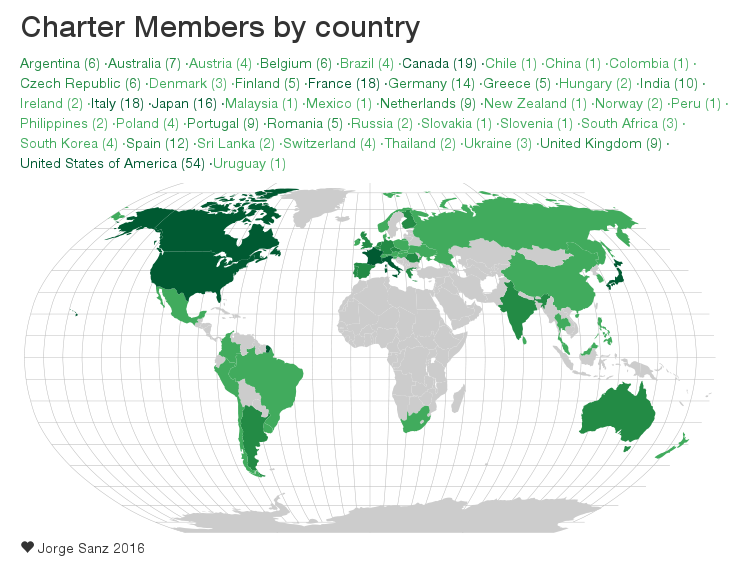 Charter Members by country
Argentina (6) ·Australia (7) ·Austria (4) ·Belgium (6) ·Brazil (4) ·Canada (19) ·Chile (1) ·China (1) ·Colombia (1) ·
Czech Republic (6) ·Denmark (3) ·Finland (5) ·France (18) ·Germany (14) ·Greece (5) ·Hungary (2) ·India (10) ·
Ireland (2) ·Italy (18) ·Japan (16) ·Malaysia (1) ·Mexico (1) ·Netherlands (9) ·New Zealand (1) ·Norway (2) ·Peru (1) ·
Philippines (2) ·Poland (4) ·Portugal (9) ·Romania (5) ·Russia (2) ·Slovakia (1) ·Slovenia (1) ·South Africa (3) ·
South Korea (4) ·Spain (12) ·Sri Lanka (2) ·Switzerland (4) ·Thailand (2) ·Ukraine (3) ·United Kingdom (9) ·
United States of America (54) ·Uruguay (1)
♥ Jorge Sanz 2016